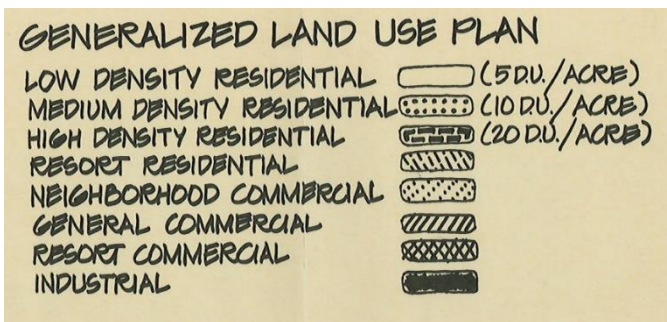 GENERALIZED LAND USE PLAN
LOW DENSITY RESIDENTIAL (5 D.U./ACRE)
MEDIUM DENSITY RESIDENTIAL (10 D.U./ACRE)
HIGH DENSITY RESIDENTIAL (20 D.U./ACRE)
RESORT RESIDENTIAL
NEIGHBORHOOD COMMERCIAL
GENERAL COMMERCIAL
RESORT COMMERCIAL
INDUSTRIAL